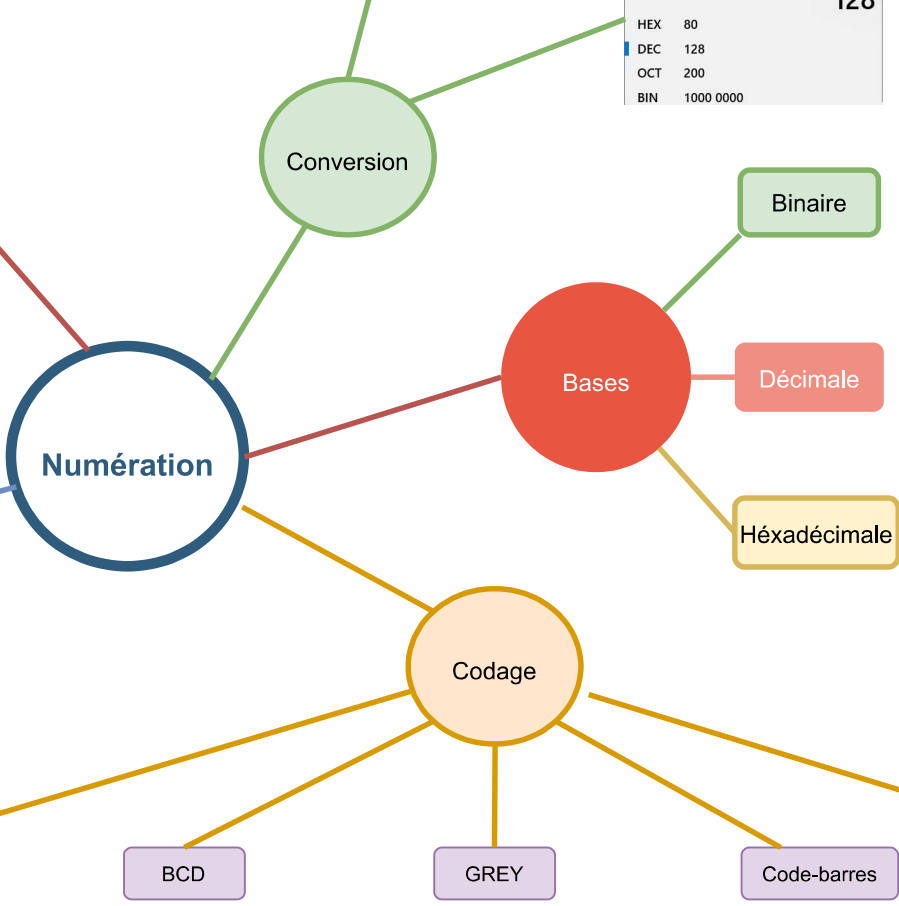 128
HEX 80
DEC 128
OCT 200
BIN 1000 0000
Conversion
Binaire
Bases
Décimale
Numération
Héxadécimale
Codage
BCD
GREY
Code-barres